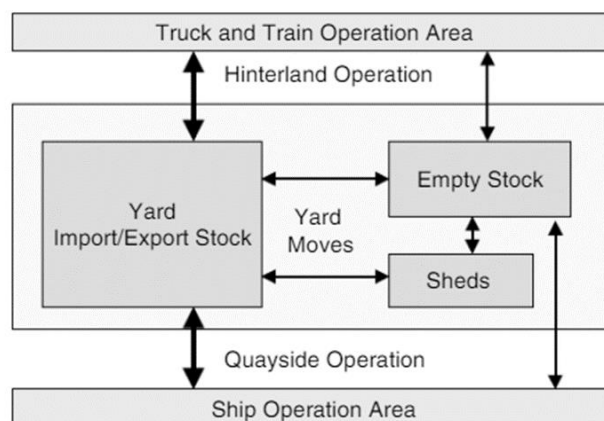 Truck and Train Operation Area
Hinterland Operation
Yard
Import/Export Stock
Yard
Moves
Empty Stock
Sheds
Quayside Operation
Ship Operation Area